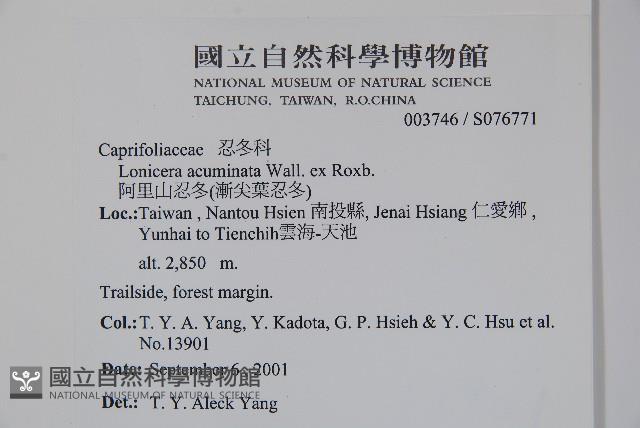 國立自然科學博物館
NATIONAL MUSEUM OF NATURAL SCIENCE
TAICHUNG, TAIWAN, R.O.CHINA
003746 / S076771
Caprifoliaceae 忍冬科
Lonicera acuminata Wall. ex Roxb.
阿里山忍冬(漸尖葉忍冬)
Loc.:Taiwan , Nantou Hsien 南投縣, Jenai Hsiang 仁愛鄉 ,
Yunhai to Tienchih雲海-天池
alt. 2,850 m.
Trailside, forest margin.
Col.:T. Y. A. Yang, Y. Kadota, G. P. Hsieh & Y. C. Hsu et al.
No.13901
Date: September 6, 2001
國立自然科學博物館
NATIONAL MUSEUM OF NATURAL SCIENCE
Det.: T. Y. Aleck Yang